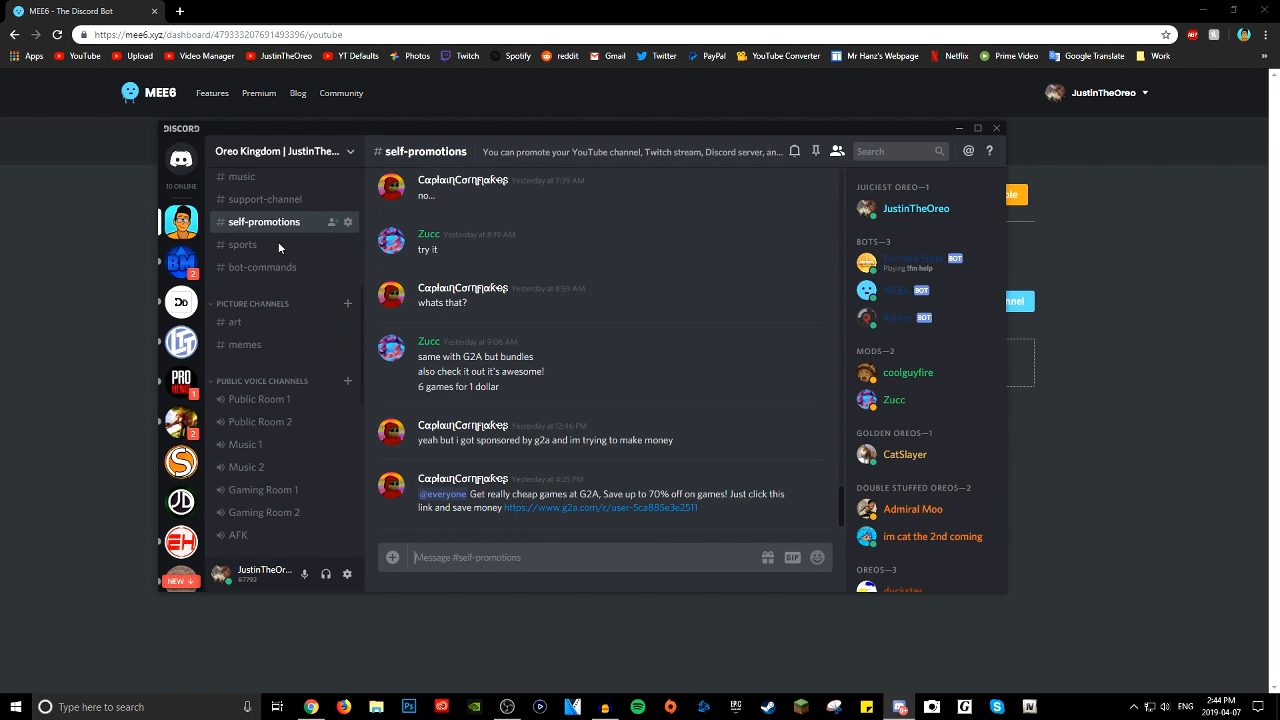 MEE6 - The Discord Bot
https://mee6.xyz/dashboard/479333207691493396/youtube
Apps YouTube Upload Video Manager JustinTheOreo YT Defaults Photos Twitch Spotify reddit Gmail Twitter PayPal YouTube Converter Mr Hanz's Webpage Netflix Prime Video Google Translate Work
MEE6 Features Premium Blog Community JustinTheOreo
DISCORD
10 ONLINE
Oreo Kingdom | JustinThe...
# music
# support-channel
# self-promotions
# sports
# bot-commands
PICTURE CHANNELS
# art
# memes
PUBLIC VOICE CHANNELS
Public Room 1
Public Room 2
Music 1
Music 2
Gaming Room 1
Gaming Room 2
AFK
JustinTheOr...
#7792
NEW
# self-promotions You can promote your YouTube channel, Twitch stream, Discord server, an...
Search
Yesterday at 7:39 AM
no...
Zucc Yesterday at 8:19 AM
try it
Yesterday at 8:59 AM
whats that?
Zucc Yesterday at 9:06 AM
same with G2A but bundles
also check it out it's awesome!
6 games for 1 dollar
Yesterday at 12:46 PM
yeah but i got sponsored by g2a and im trying to make money
Yesterday at 4:25 PM
@everyone Get really cheap games at G2A, Save up to 70% off on games! Just click this
link and save money https://www.g2a.com/r/user-5ca885e3e2511
Message #self-promotions
GIF
JUICIEST OREO—1
JustinTheOreo
BOTS—3
Fortnite Stats BOT
Playing !fm help
MEE6 BOT
Rythm BOT
MODS—2
coolguyfire
Zucc
GOLDEN OREOS—1
CatSlayer
DOUBLE STUFFED OREOS—2
Admiral Moo
im cat the 2nd coming
OREOS—3
duckster
Type here to search
ENG
2:44 PM
2019-04-07